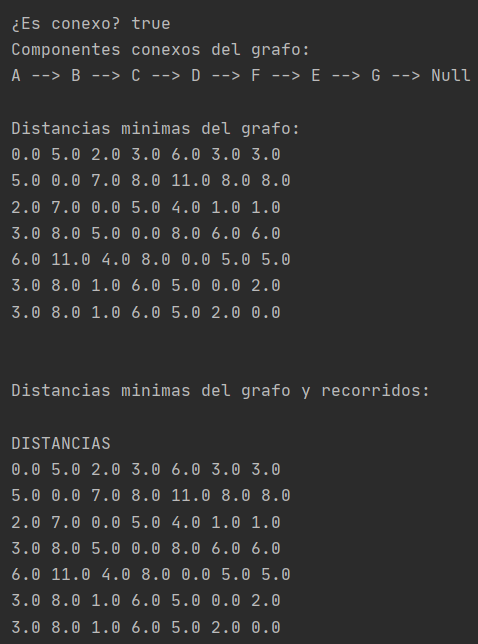 ¿Es conexo? true
Componentes conexos del grafo:
A --> B --> C --> D --> F --> E --> G --> Null
Distancias minimas del grafo:
0.0 5.0 2.0 3.0 6.0 3.0 3.0
5.0 0.0 7.0 8.0 11.0 8.0 8.0
2.0 7.0 0.0 5.0 4.0 1.0 1.0
3.0 8.0 5.0 0.0 8.0 6.0 6.0
6.0 11.0 4.0 8.0 0.0 5.0 5.0
3.0 8.0 1.0 6.0 5.0 0.0 2.0
3.0 8.0 1.0 6.0 5.0 2.0 0.0
Distancias minimas del grafo y recorridos:
DISTANCIAS
0.0 5.0 2.0 3.0 6.0 3.0 3.0
5.0 0.0 7.0 8.0 11.0 8.0 8.0
2.0 7.0 0.0 5.0 4.0 1.0 1.0
3.0 8.0 5.0 0.0 8.0 6.0 6.0
6.0 11.0 4.0 8.0 0.0 5.0 5.0
3.0 8.0 1.0 6.0 5.0 0.0 2.0
3.0 8.0 1.0 6.0 5.0 2.0 0.0